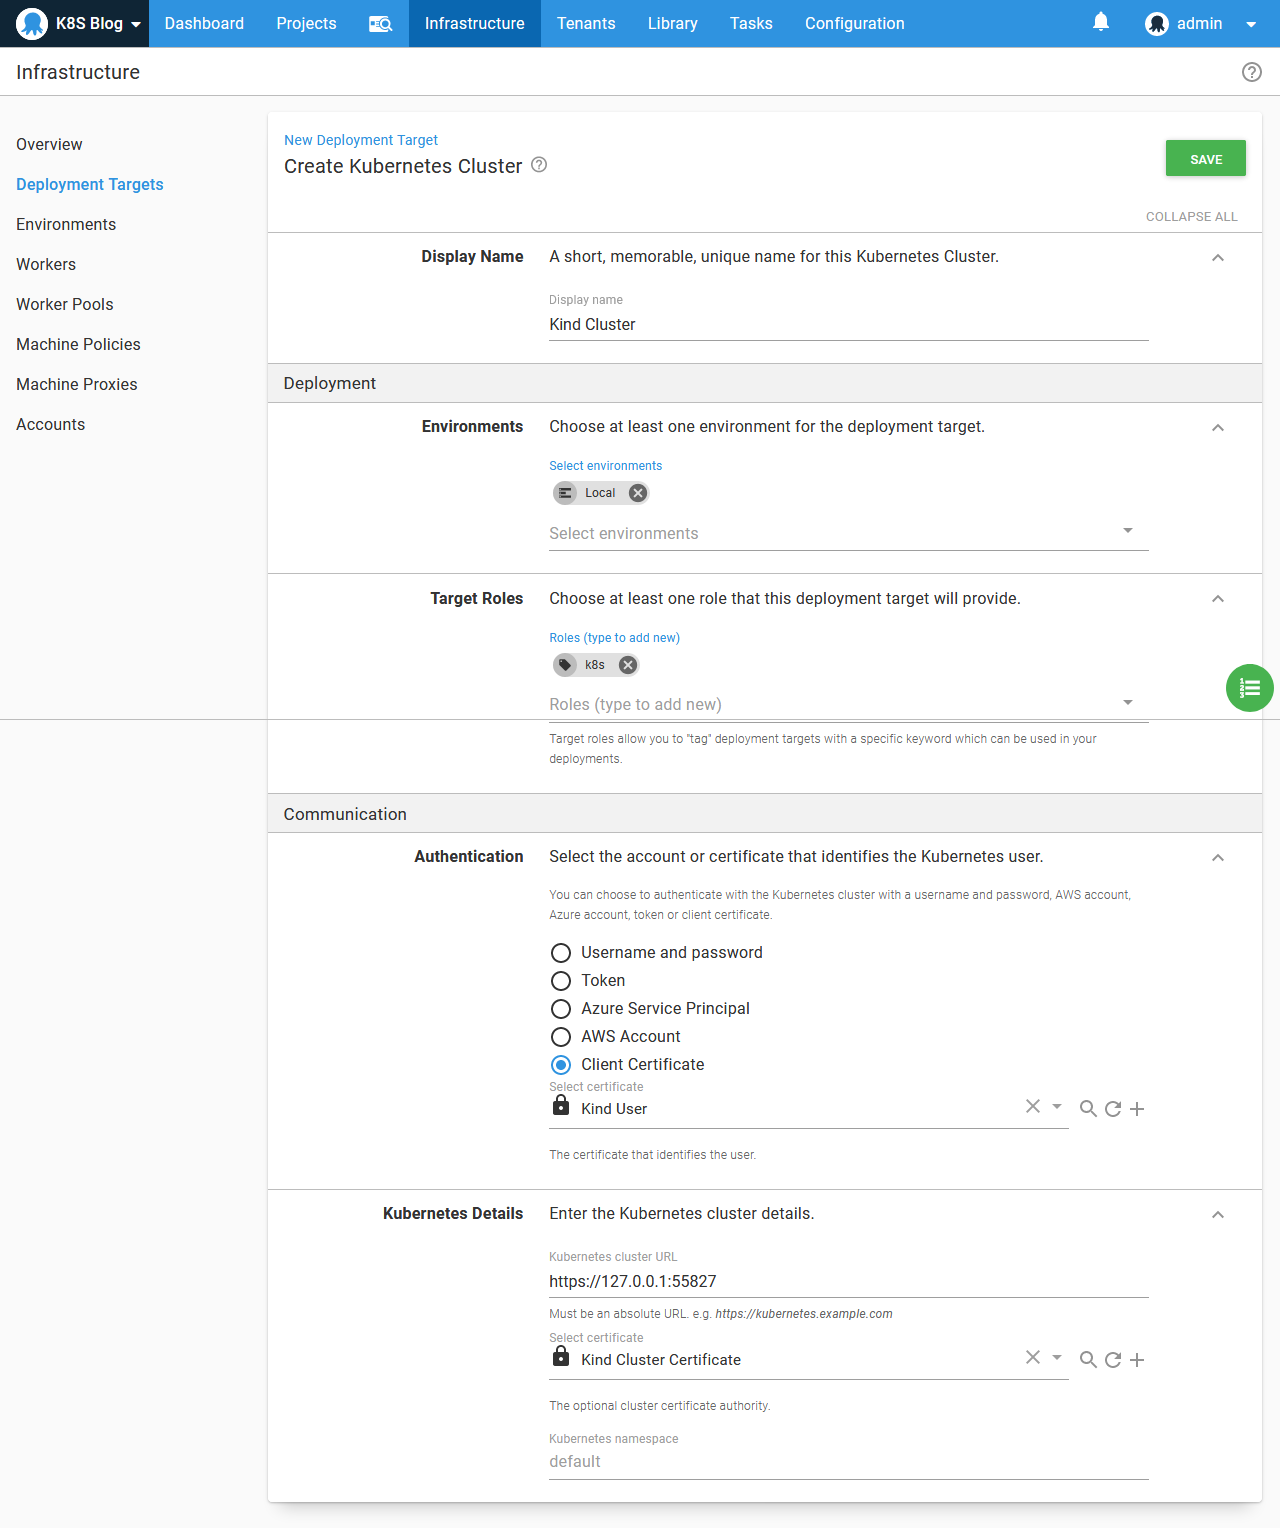 K8S Blog
Dashboard
Projects
Infrastructure
Tenants
Library
Tasks
Configuration
admin
Infrastructure
Overview
Deployment Targets
Environments
Workers
Worker Pools
Machine Policies
Machine Proxies
Accounts
New Deployment Target
Create Kubernetes Cluster
SAVE
COLLAPSE ALL
Display Name
A short, memorable, unique name for this Kubernetes Cluster.
Display name
Kind Cluster
Deployment
Environments
Choose at least one environment for the deployment target.
Select environments
Local
Select environments
Target Roles
Choose at least one role that this deployment target will provide.
Roles (type to add new)
k8s
Roles (type to add new)
Target roles allow you to "tag" deployment targets with a specific keyword which can be used in your
deployments.
Communication
Authentication
Select the account or certificate that identifies the Kubernetes user.
You can choose to authenticate with the Kubernetes cluster with a username and password, AWS account,
Azure account, token or client certificate.
Username and password
Token
Azure Service Principal
AWS Account
Client Certificate
Select certificate
Kind User
The certificate that identifies the user.
Kubernetes Details
Enter the Kubernetes cluster details.
Kubernetes cluster URL
https://127.0.0.1:55827
Must be an absolute URL. e.g. https://kubernetes.example.com
Select certificate
Kind Cluster Certificate
The optional cluster certificate authority.
Kubernetes namespace
default